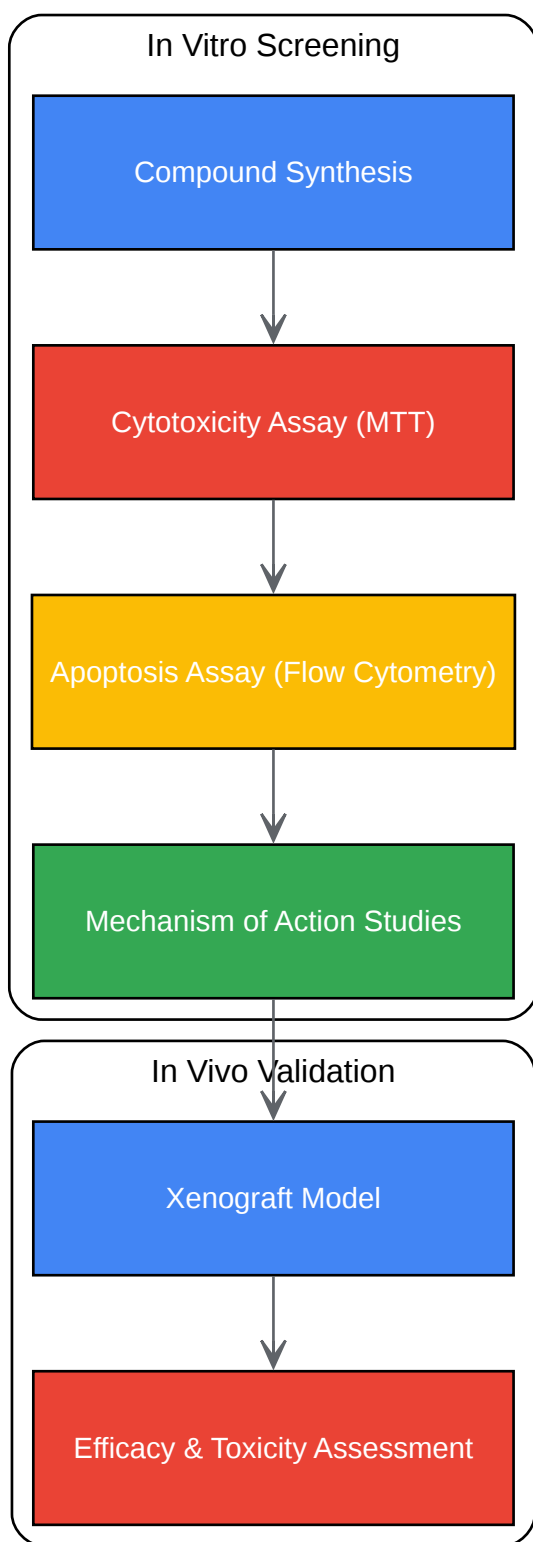 In Vitro Screening
Compound Synthesis
Cytotoxicity Assay (MTT)
Apoptosis Assay (Flow Cytometry)
Mechanism of Action Studies
In Vivo Validation
Xenograft Model
Efficacy & Toxicity Assessment